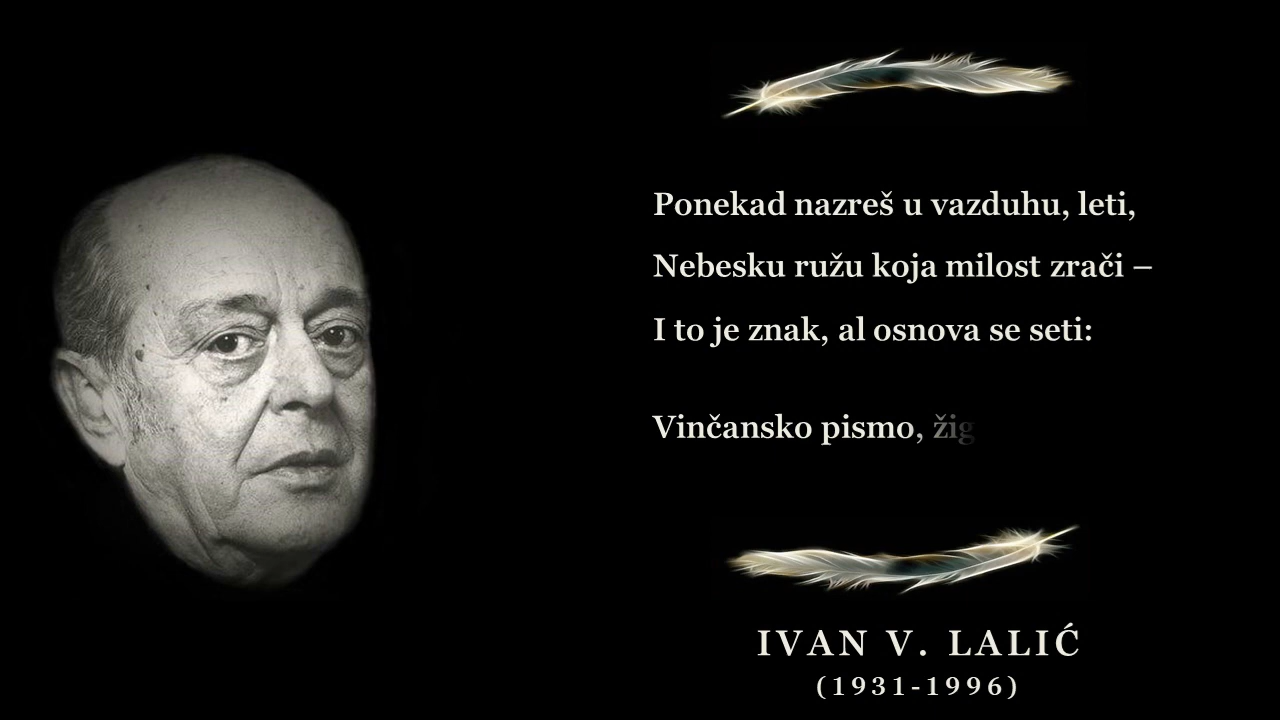 Ponekad nazreš u vazduhu, leti,
Nebesku ružu koja milost zrači –
I to je znak, al osnova se seti:
Vinčansko pismo, žig
IVAN V. LALIĆ
(1931-1996)